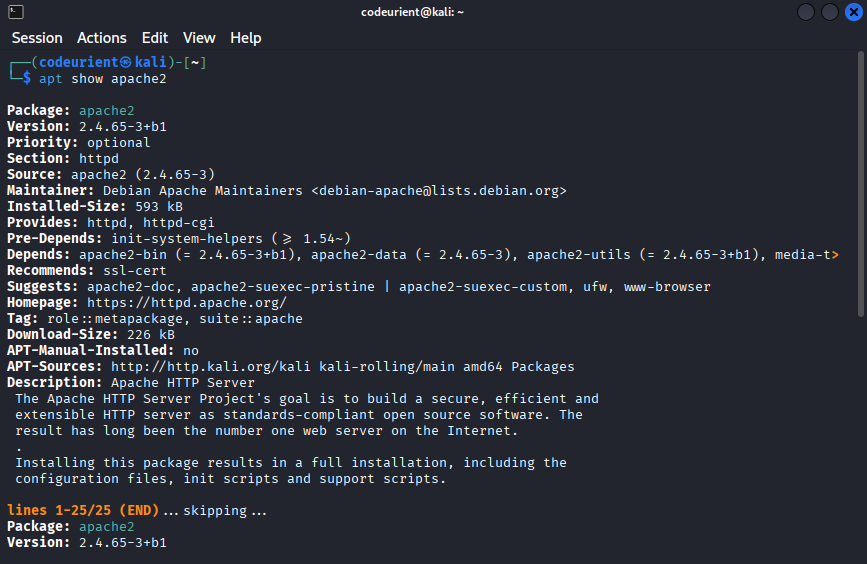 codeurient@kali: ~
Session Actions Edit View Help
┌──(codeurient㉿kali)-[~]
└─$ apt show apache2
Package: apache2
Version: 2.4.65-3+b1
Priority: optional
Section: httpd
Source: apache2 (2.4.65-3)
Maintainer: Debian Apache Maintainers <debian-apache@lists.debian.org>
Installed-Size: 593 kB
Provides: httpd, httpd-cgi
Pre-Depends: init-system-helpers (>= 1.54~)
Depends: apache2-bin (= 2.4.65-3+b1), apache2-data (= 2.4.65-3), apache2-utils (= 2.4.65-3+b1), media-t>
Recommends: ssl-cert
Suggests: apache2-doc, apache2-suexec-pristine | apache2-suexec-custom, ufw, www-browser
Homepage: https://httpd.apache.org/
Tag: role::metapackage, suite::apache
Download-Size: 226 kB
APT-Manual-Installed: no
APT-Sources: http://http.kali.org/kali kali-rolling/main amd64 Packages
Description: Apache HTTP Server
The Apache HTTP Server Project's goal is to build a secure, efficient and
extensible HTTP server as standards-compliant open source software. The
result has long been the number one web server on the Internet.
.
Installing this package results in a full installation, including the
configuration files, init scripts and support scripts.
lines 1-25/25 (END)...skipping...
Package: apache2
Version: 2.4.65-3+b1